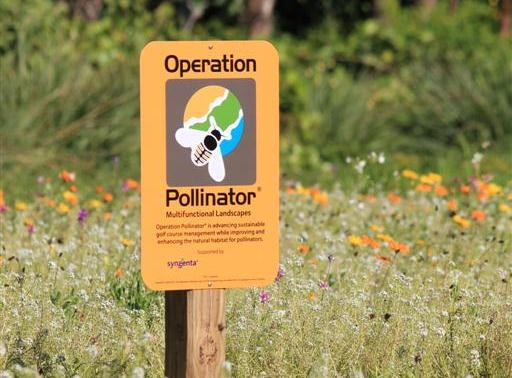 Operation
Pollinator®
Multifunctional Landscapes
Operation Pollinator® is advancing sustainable
golf course management while improving and
enhancing the natural habitat for pollinators.
Supported by
syngenta